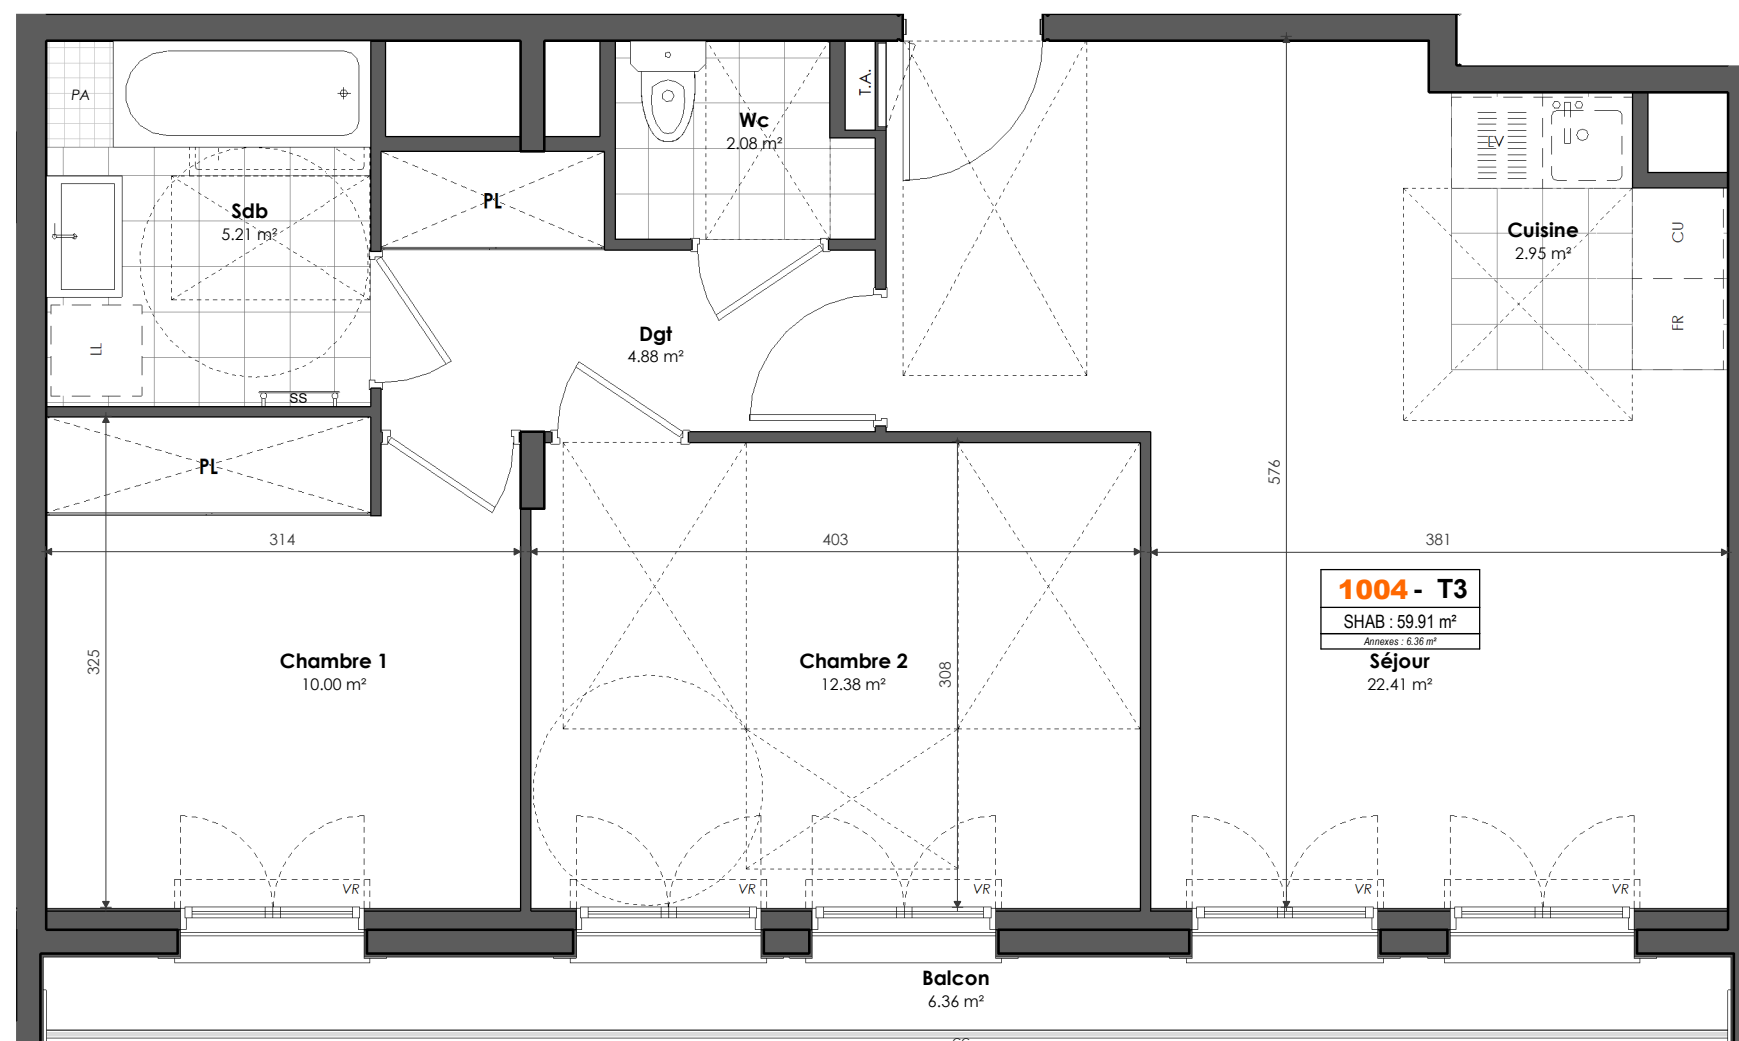 PA
Sdb
5.21 m²
LL
SS
PL
Wc
2.08 m²
T.A.
PL
Dgt
4.88 m²
LV
Cuisine
2.95 m²
CU
FR
576
314
403
381
325
308
1004 - T3
SHAB : 59.91 m²
Annexes : 6.36 m²
Chambre 1
10.00 m²
Chambre 2
12.38 m²
Séjour
22.41 m²
VR
VR
VR
VR
VR
Balcon
6.36 m²